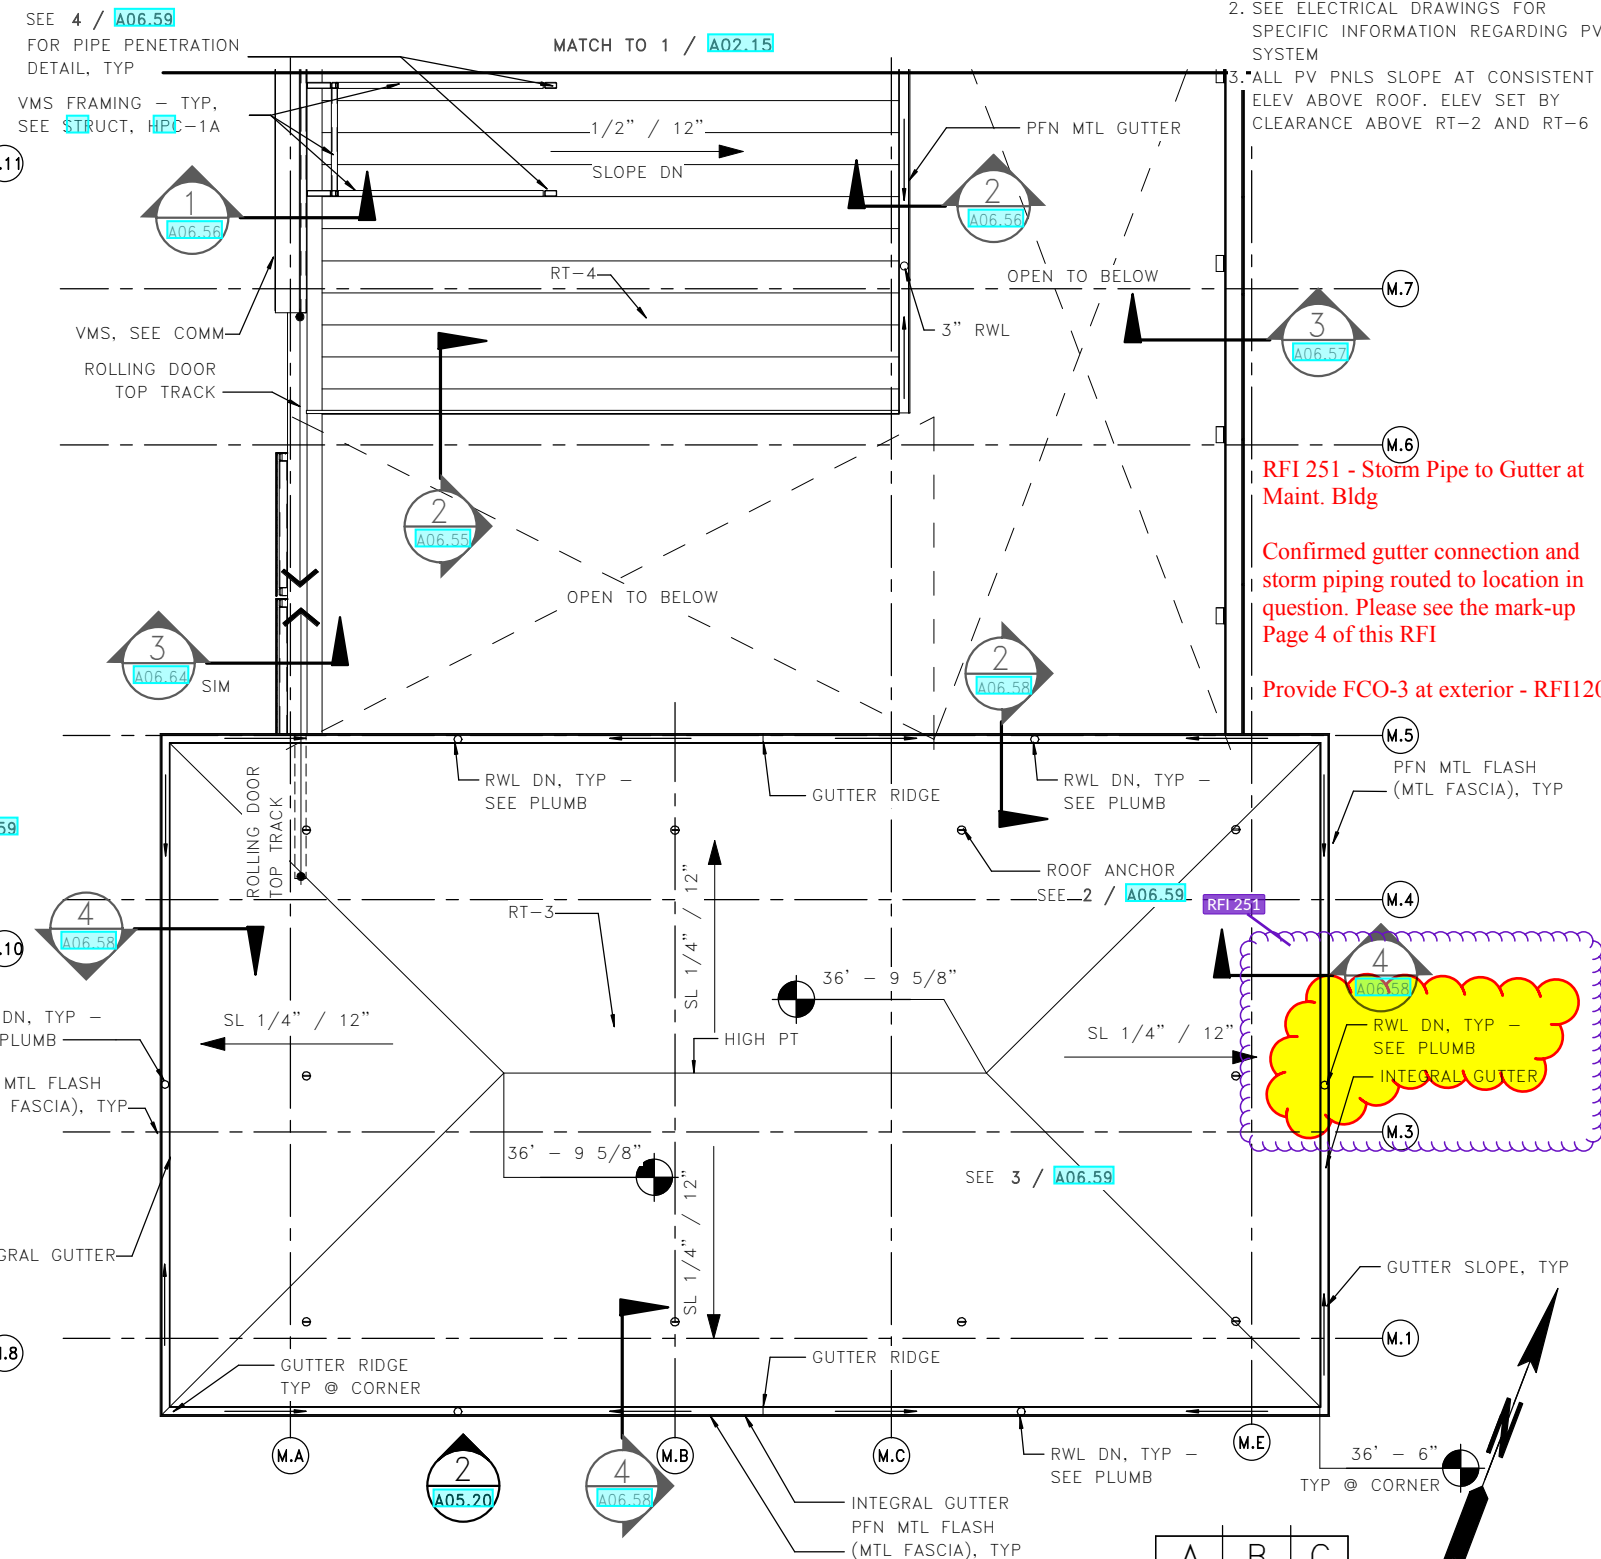 SEE 4 / A06.59
FOR PIPE PENETRATION
DETAIL, TYP
VMS FRAMING – TYP,
SEE STRUCT, HPC–1A
MATCH TO 1 / A02.15
2. SEE ELECTRICAL DRAWINGS FOR
SPECIFIC INFORMATION REGARDING PV
SYSTEM
3. ALL PV PNLS SLOPE AT CONSISTENT
ELEV ABOVE ROOF. ELEV SET BY
CLEARANCE ABOVE RT–2 AND RT–6
.11
1/2" / 12"
SLOPE DN
PFN MTL GUTTER
1
A06.56
2
A06.56
RT–4
OPEN TO BELOW
M.7
VMS, SEE COMM
3" RWL
3
A06.57
ROLLING DOOR
TOP TRACK
M.6
RFI 251 - Storm Pipe to Gutter at
Maint. Bldg
Confirmed gutter connection and
storm piping routed to location in
question. Please see the mark-up
Page 4 of this RFI
Provide FCO-3 at exterior - RFI120
2
A06.55
OPEN TO BELOW
3
A06.64
SIM
2
A06.58
M.5
PFN MTL FLASH
(MTL FASCIA), TYP
RWL DN, TYP –
SEE PLUMB
GUTTER RIDGE
RWL DN, TYP –
SEE PLUMB
ROLLING DOOR
TOP TRACK
59
ROOF ANCHOR
SEE 2 / A06.59
M.4
RFI 251
4
A06.58
.10
RT–3
SL 1/4" / 12"
36' – 9 5/8"
4
A06.58
DN, TYP –
PLUMB
SL 1/4" / 12"
HIGH PT
SL 1/4" / 12"
RWL DN, TYP –
SEE PLUMB
INTEGRAL GUTTER
MTL FLASH
FASCIA), TYP
M.3
36' – 9 5/8"
SL 1/4" / 12"
SEE 3 / A06.59
GRAL GUTTER
GUTTER SLOPE, TYP
.8
M.1
GUTTER RIDGE
TYP @ CORNER
GUTTER RIDGE
M.A
M.B
M.C
M.E
RWL DN, TYP –
SEE PLUMB
36' – 6"
TYP @ CORNER
N
2
A05.20
4
A06.58
INTEGRAL GUTTER
PFN MTL FLASH
(MTL FASCIA), TYP
A B C